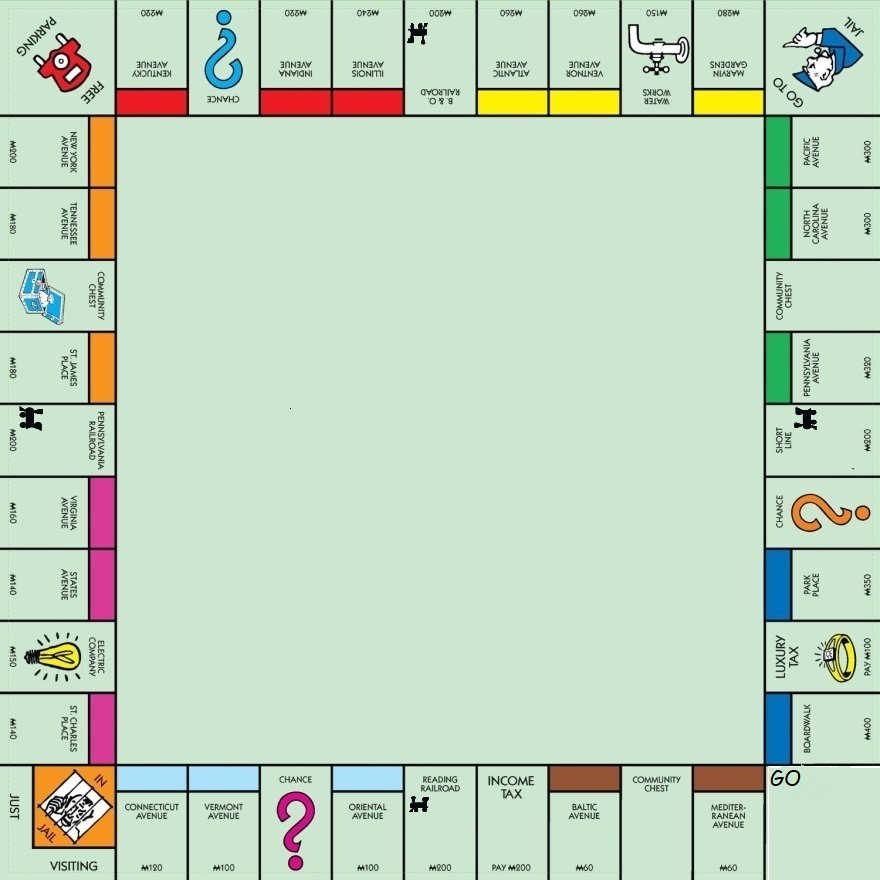 FREE
PARKING
KENTUCKY
AVENUE
₩220
CHANCE
INDIANA
AVENUE
₩220
ILLINOIS
AVENUE
₩240
B. & O.
RAILROAD
₩200
ATLANTIC
AVENUE
₩260
VENTNOR
AVENUE
₩260
WATER
WORKS
₩150
MARVIN
GARDENS
₩280
GO TO
JAIL
NEW YORK
AVENUE
₩200
TENNESSEE
AVENUE
₩180
COMMUNITY
CHEST
ST. JAMES
PLACE
₩180
PENNSYLVANIA
RAILROAD
₩200
VIRGINIA
AVENUE
₩160
STATES
AVENUE
₩140
ELECTRIC
COMPANY
₩150
ST. CHARLES
PLACE
₩140
PACIFIC
AVENUE
₩300
NORTH
CAROLINA
AVENUE
₩300
COMMUNITY
CHEST
PENNSYLVANIA
AVENUE
₩320
SHORT
LINE
₩200
CHANCE
PARK
PLACE
₩350
LUXURY
TAX
PAY ₩100
BOARDWALK
₩400
IN
JAIL
JUST
VISITING
CONNECTICUT
AVENUE
₩120
VERMONT
AVENUE
₩100
CHANCE
ORIENTAL
AVENUE
₩100
READING
RAILROAD
₩200
INCOME
TAX
PAY ₩200
BALTIC
AVENUE
₩60
COMMUNITY
CHEST
MEDITER-
RANEAN
AVENUE
₩60
GO